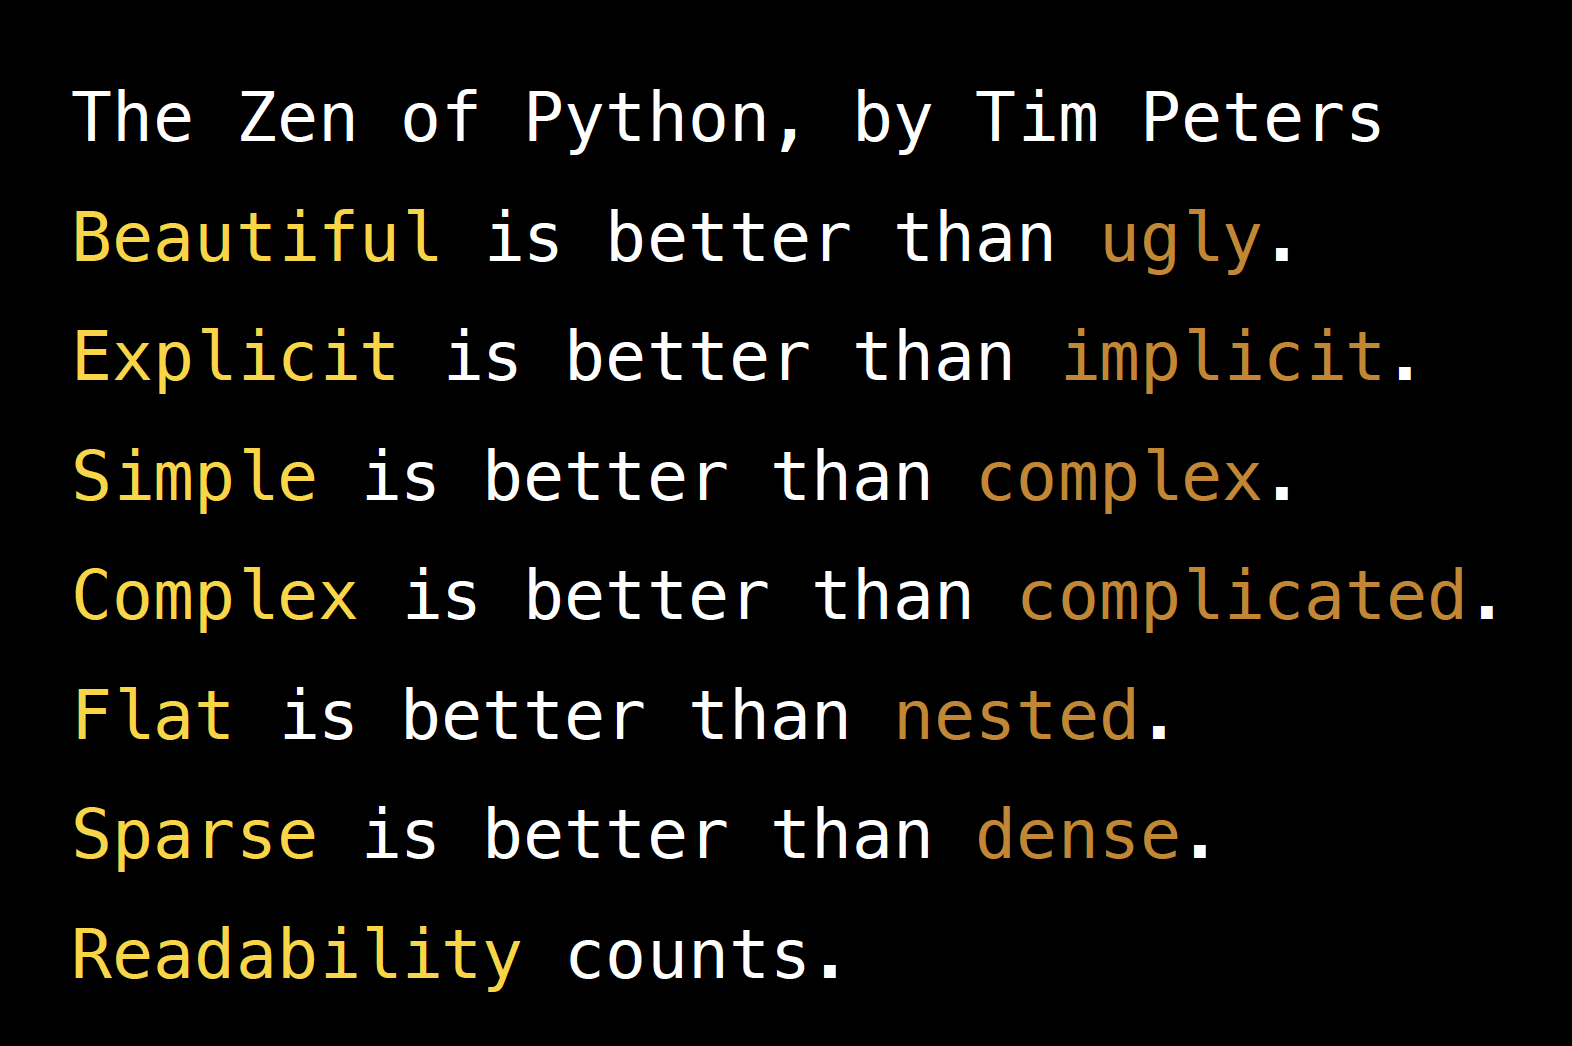 The Zen of Python, by Tim Peters
Beautiful is better than ugly.
Explicit is better than implicit.
Simple is better than complex.
Complex is better than complicated.
Flat is better than nested.
Sparse is better than dense.
Readability counts.